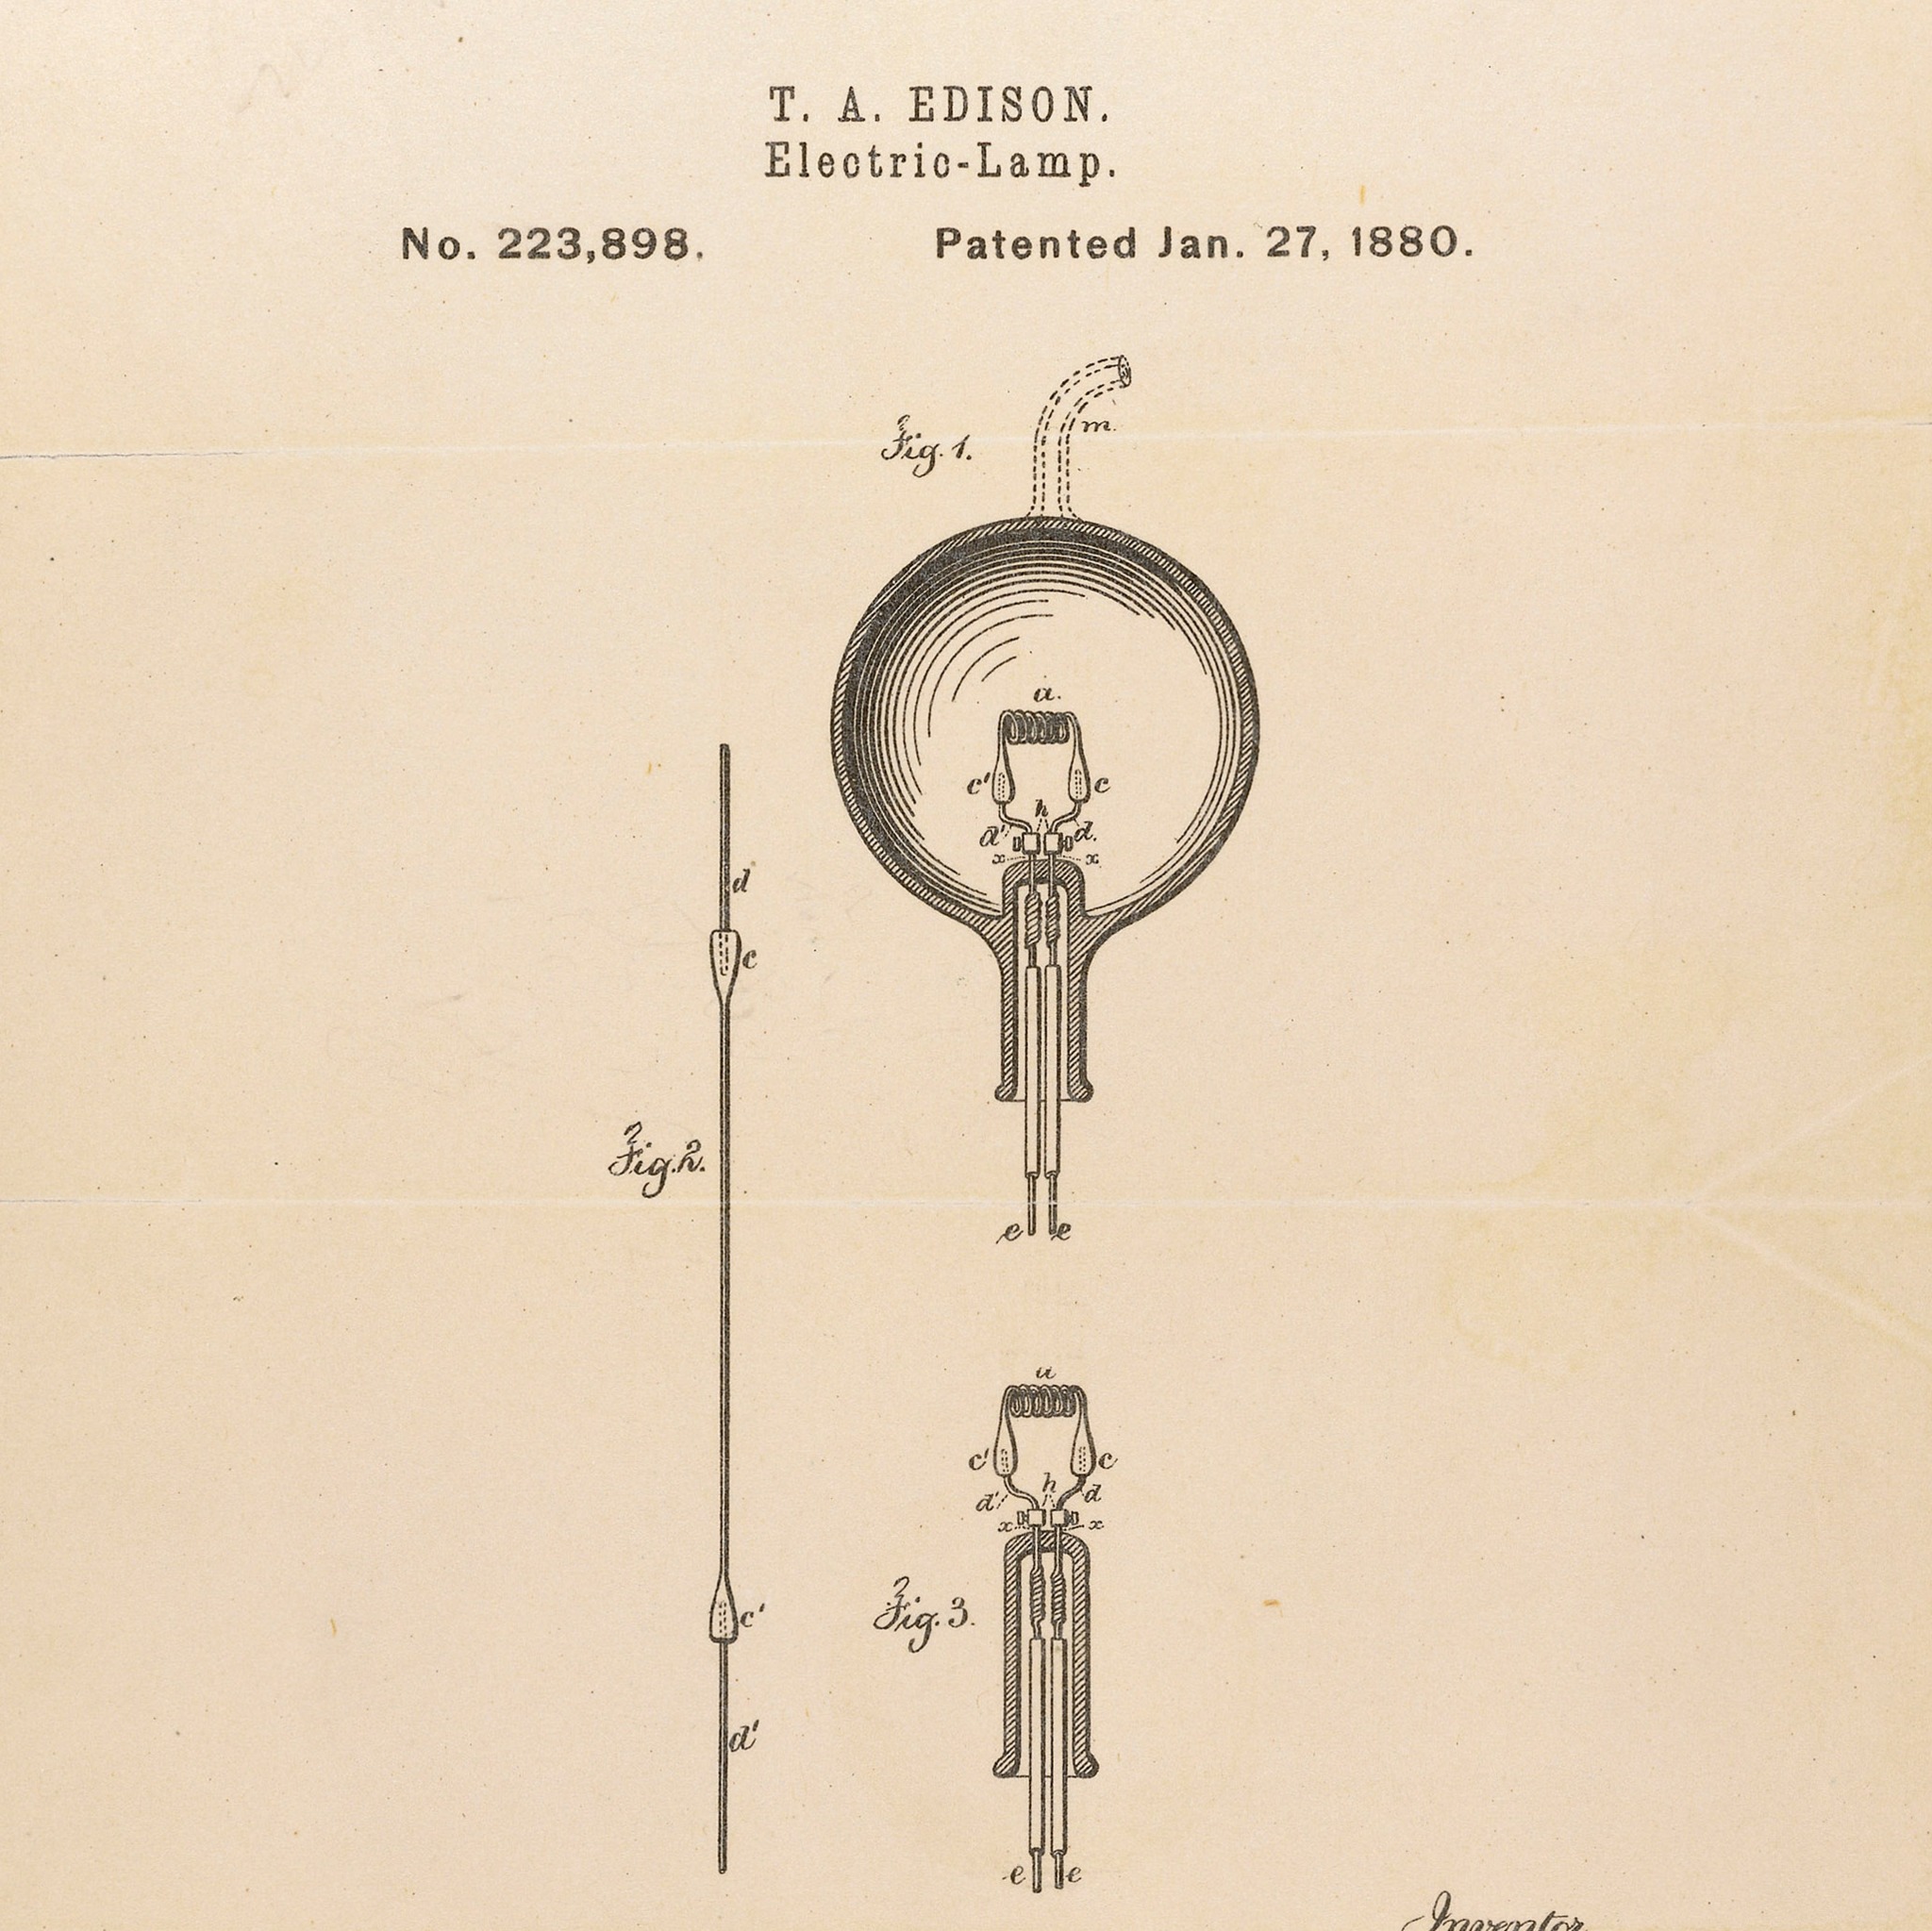 T. A. EDISON.
Electric-Lamp.
No. 223,898. Patented Jan. 27, 1880.
m.
Fig. 1.
a.
c' c
h
d' d.
x x
d
c
Fig. 2.
e e
a
c' c
h
d' d
x x
Fig. 3.
c'
d'
e e
Inventor